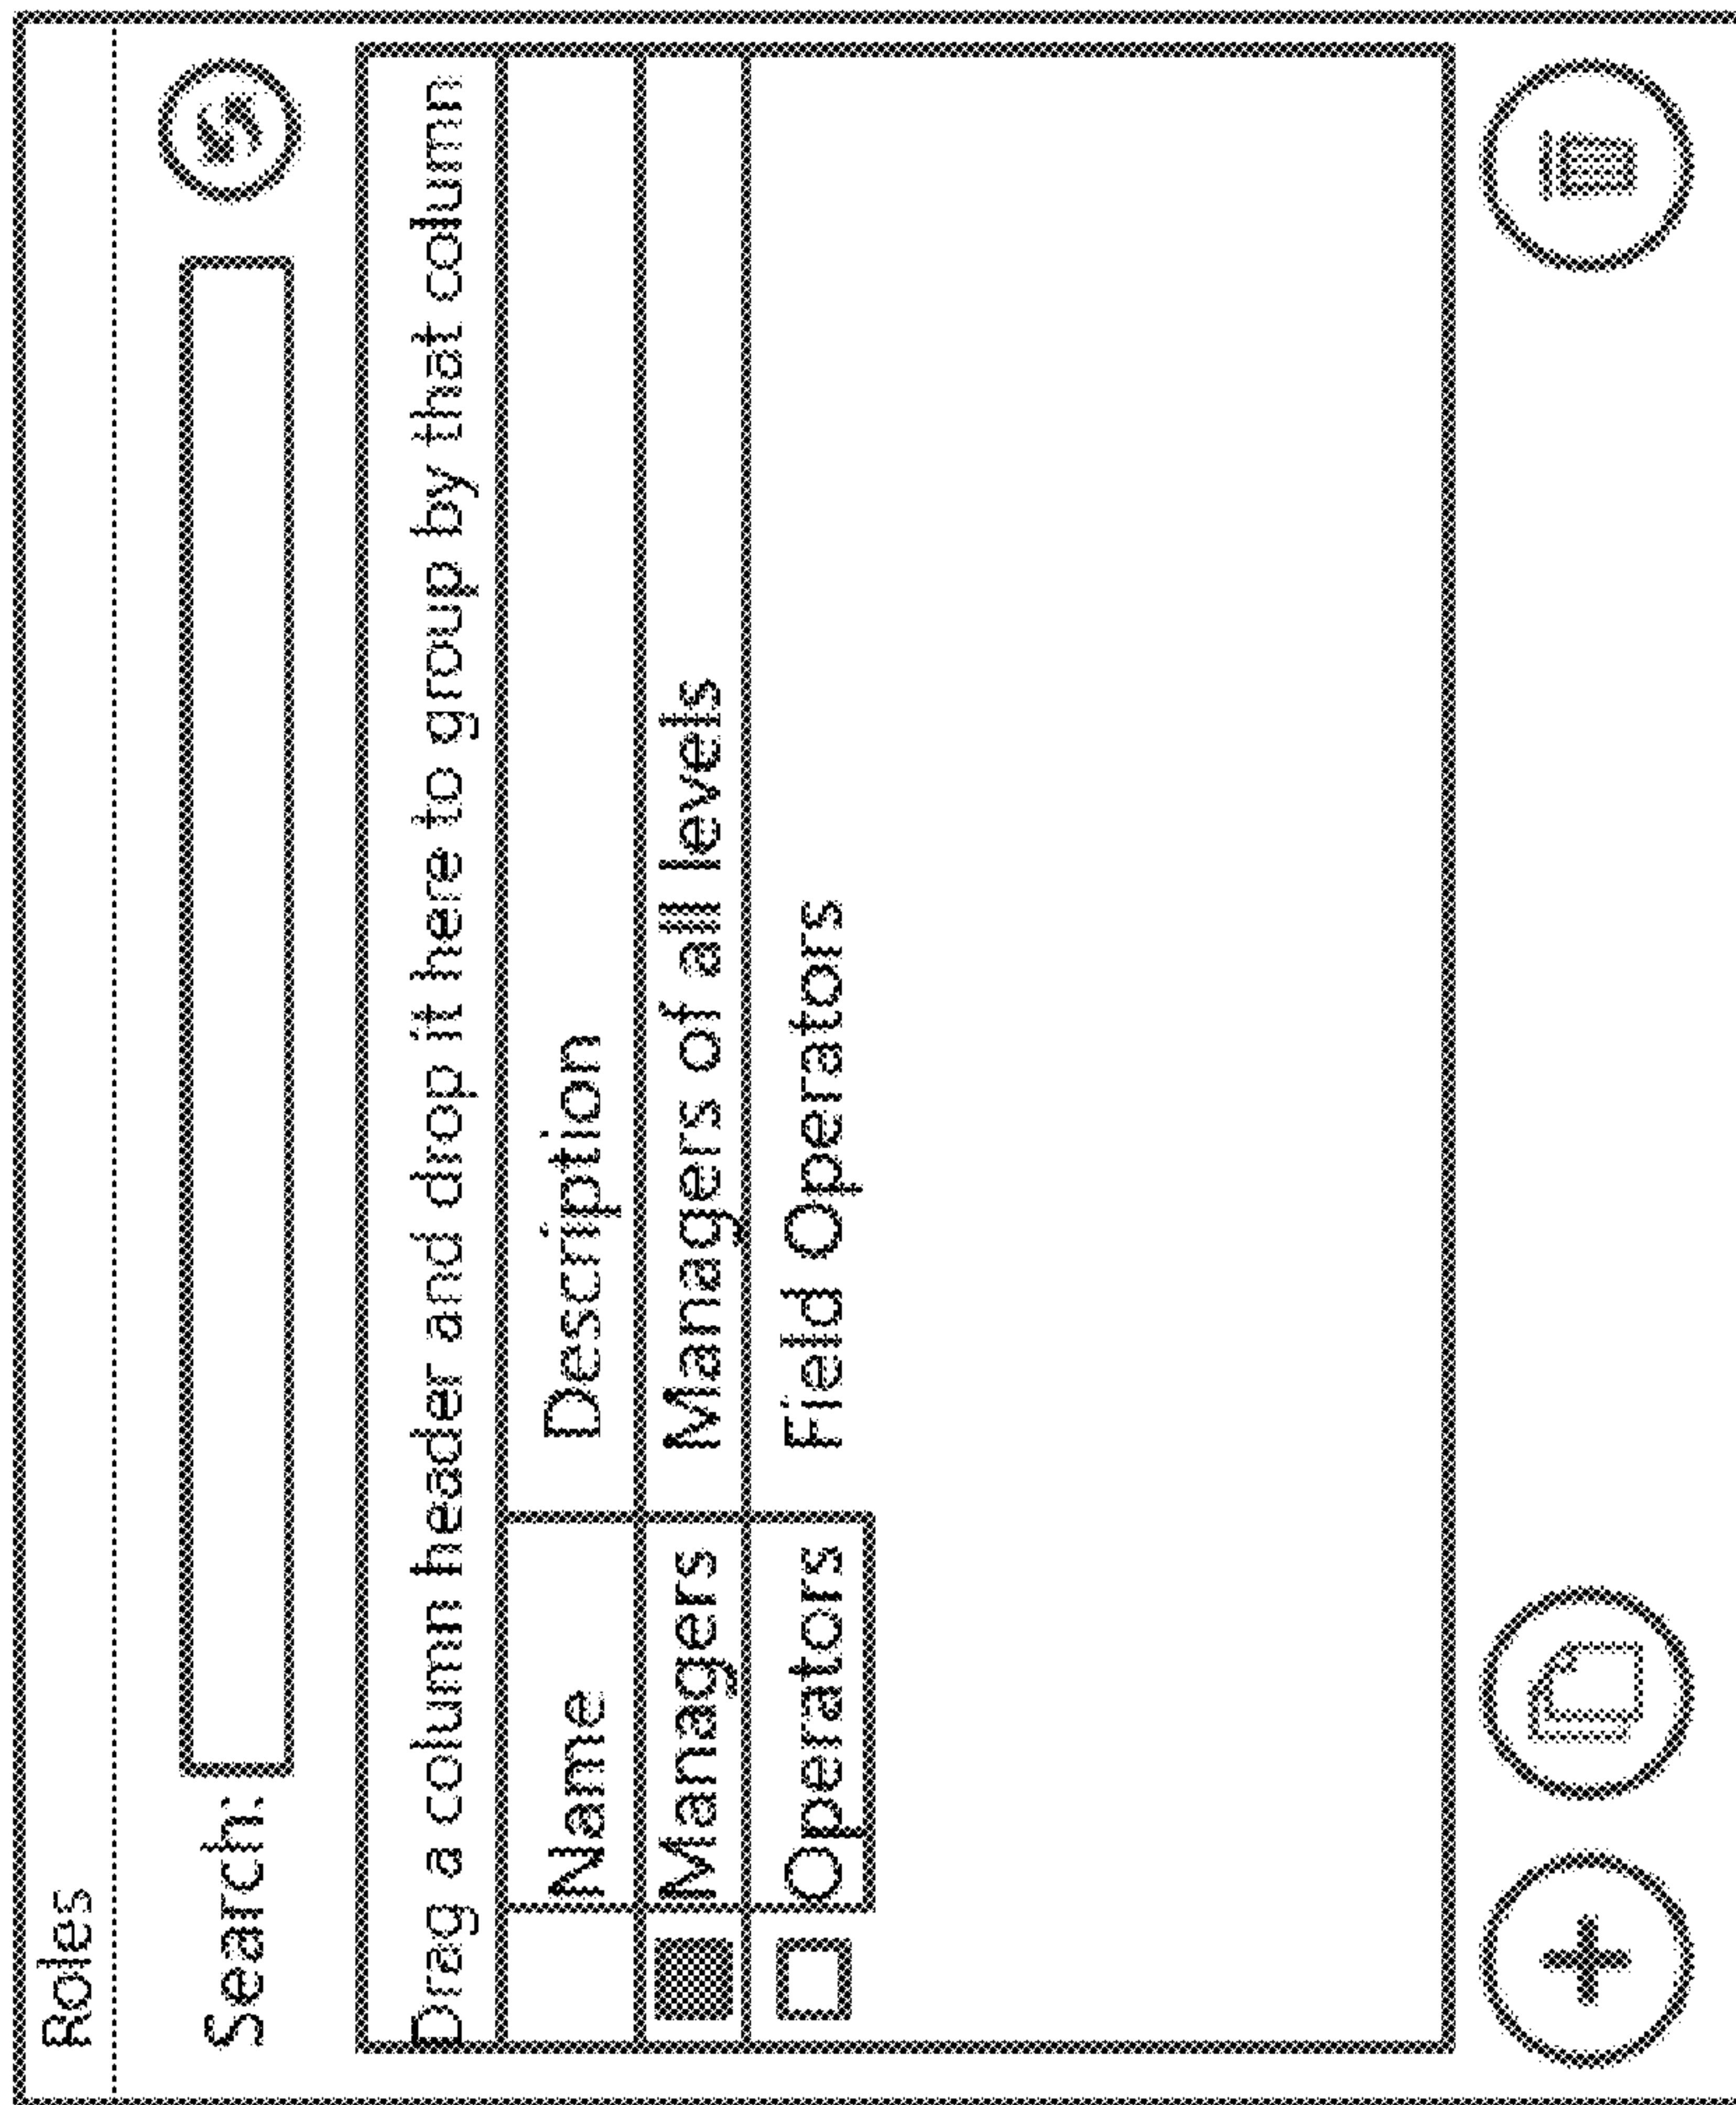 Roles
Search:
Drag a column header and drop it here to group by that column
Name Description
Managers Managers of all levels
Operators Field Operators